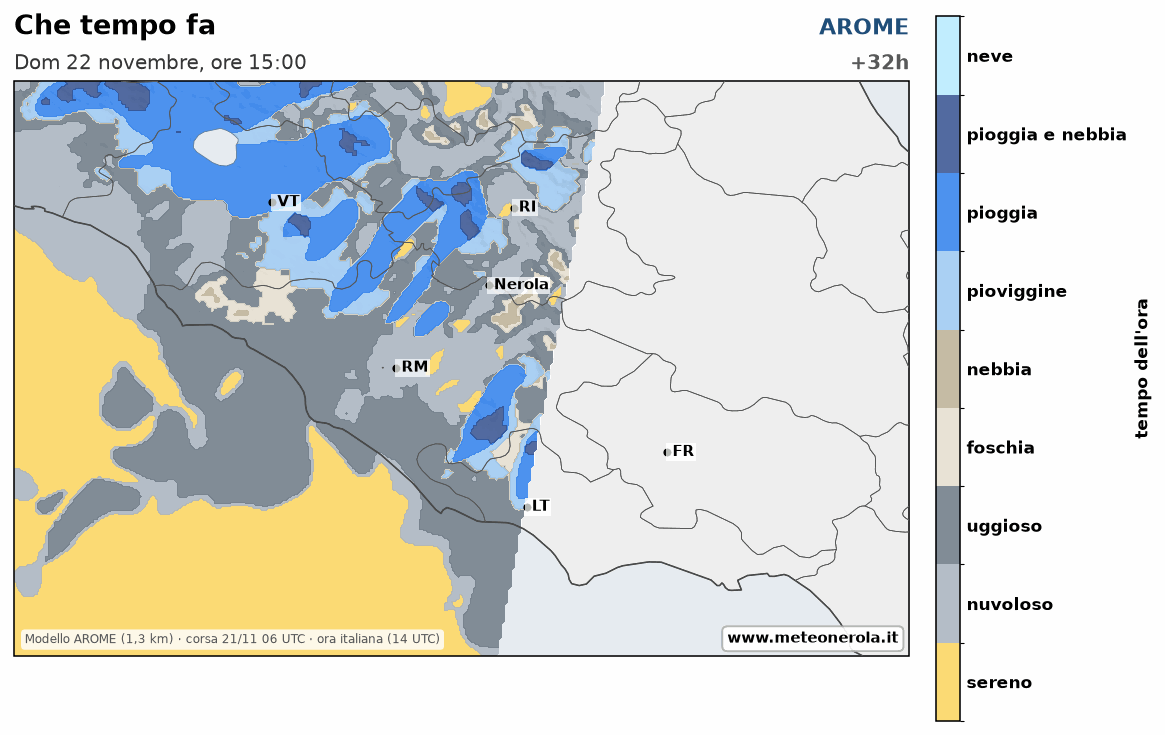 Che tempo fa
AROME
Dom 22 novembre, ore 15:00
+32h
neve
pioggia e nebbia
pioggia
pioviggine
nebbia
foschia
uggioso
nuvoloso
sereno
tempo dell'ora
VT
RI
Nerola
RM
FR
LT
Modello AROME (1,3 km) · corsa 21/11 06 UTC · ora italiana (14 UTC)
www.meteonerola.it